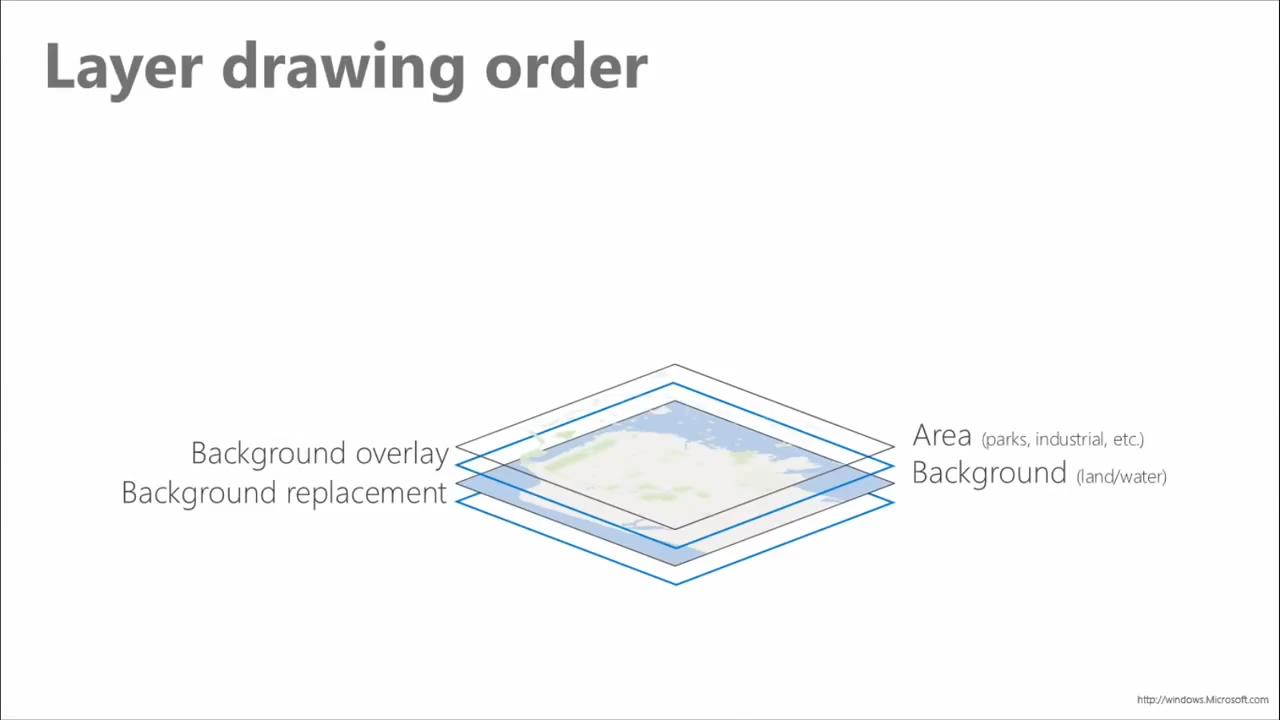 Layer drawing order
Background overlay
Background replacement
Area (parks, industrial, etc.)
Background (land/water)
http://windows.Microsoft.com